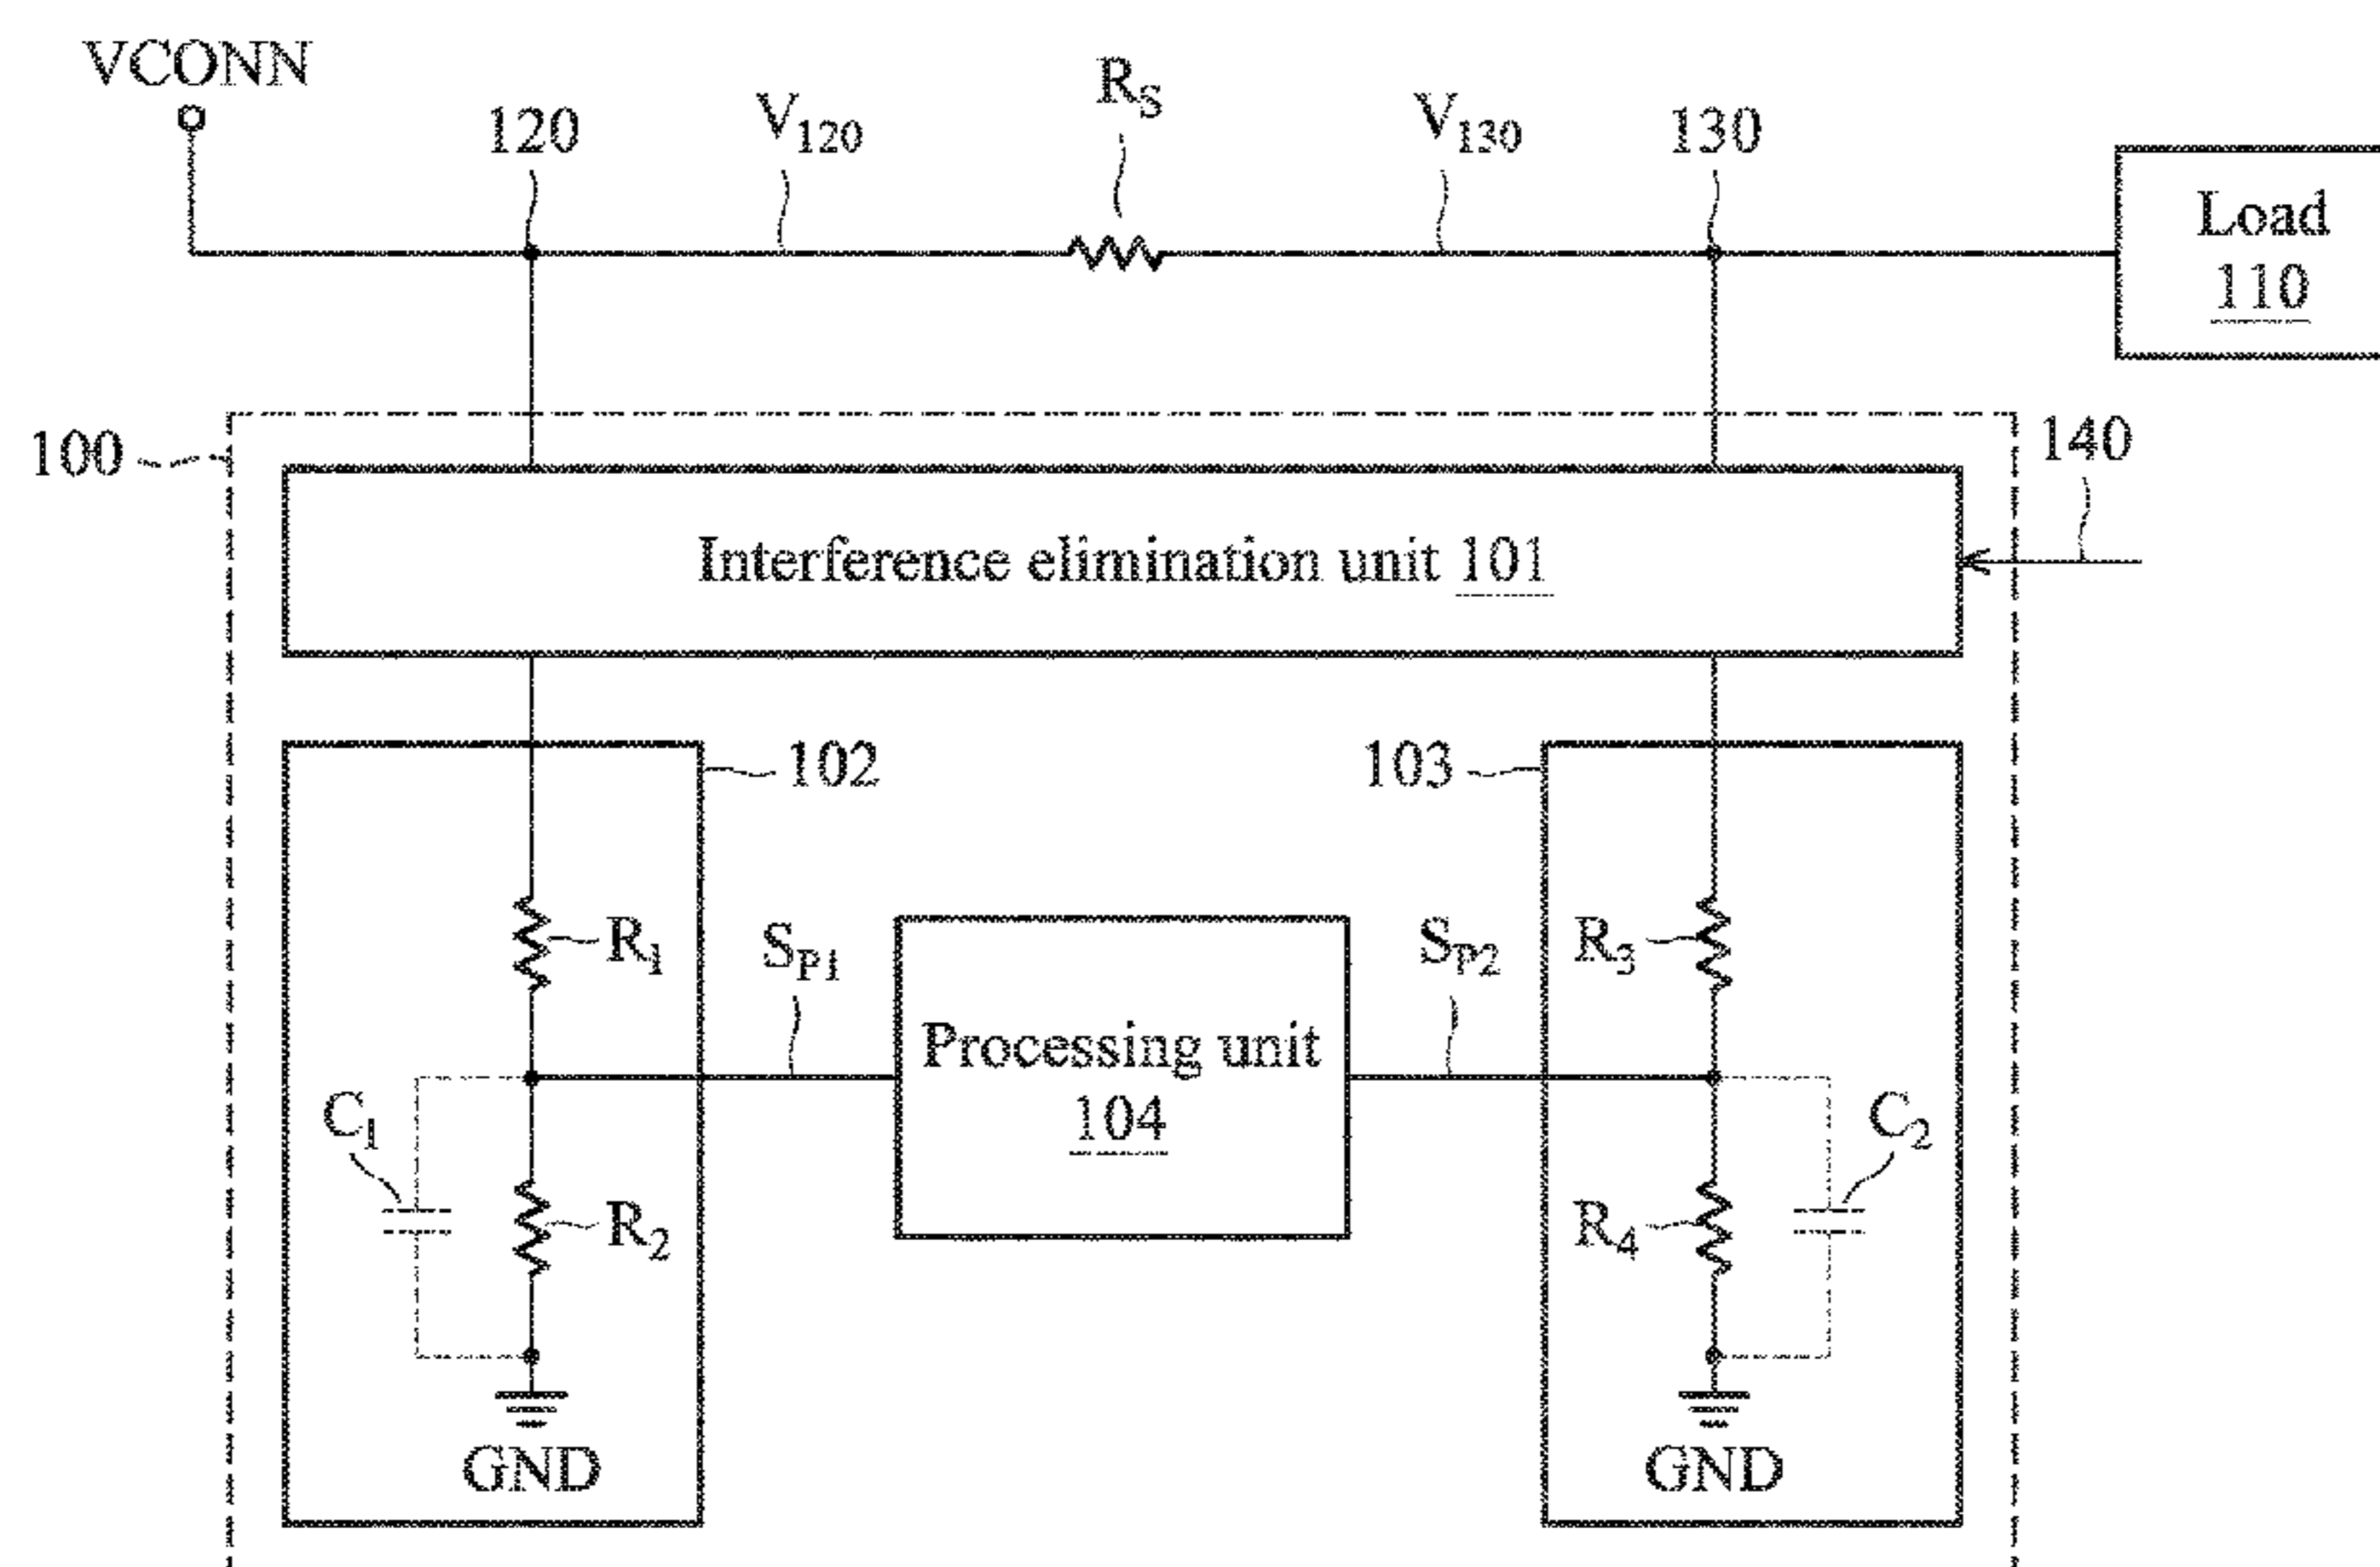 VCONN
120
V120
RS
V130
130
Load
110
100
140
Interference elimination unit 101
102
103
R1
SP1
Processing unit
104
SP2
R3
C1
R2
R4
C2
GND
GND